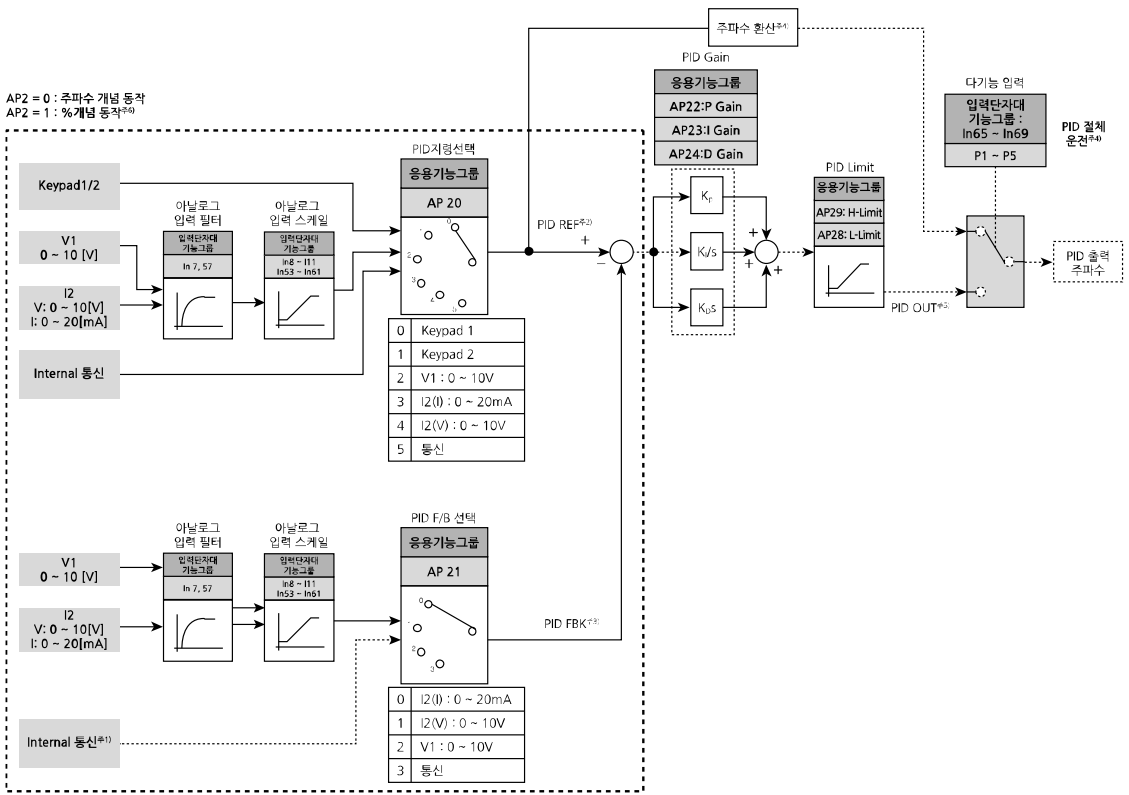 주파수 환산주4)
PID Gain
응용기능그룹
AP22:P Gain
AP23:I Gain
AP24:D Gain
다기능 입력
입력단자대
기능그룹 :
In65 ~ In69
P1 ~ P5
PID 절체
운전주4)
AP2 = 0 : 주파수 개념 동작
AP2 = 1 : %개념 동작주6)
PID지령선택
응용기능그룹
AP 20
0
1
2
3
4
5
Keypad1/2
아날로그
입력 필터
입력단자대
기능그룹
In 7, 57
아날로그
입력 스케일
입력단자대
기능그룹
In8 ~ I11
In53 ~ In61
V1
0 ~ 10 [V]
I2
V: 0 ~ 10[V]
I: 0 ~ 20[mA]
Internal 통신
PID REF주2)
+
−
Kr
Ki/s
KDs
+
+
+
PID Limit
응용기능그룹
AP29: H-Limit
AP28: L-Limit
PID OUT주5)
PID 출력
주파수
0 Keypad 1
1 Keypad 2
2 V1 : 0 ~ 10V
3 I2(I) : 0 ~ 20mA
4 I2(V) : 0 ~ 10V
5 통신
PID F/B 선택
응용기능그룹
AP 21
0
1
2
3
아날로그
입력 필터
입력단자대
기능그룹
In 7, 57
아날로그
입력 스케일
입력단자대
기능그룹
In8 ~ I11
In53 ~ In61
V1
0 ~ 10 [V]
I2
V: 0 ~ 10[V]
I: 0 ~ 20[mA]
PID FBK주3)
Internal 통신주1)
0 I2(I) : 0 ~ 20mA
1 I2(V) : 0 ~ 10V
2 V1 : 0 ~ 10V
3 통신